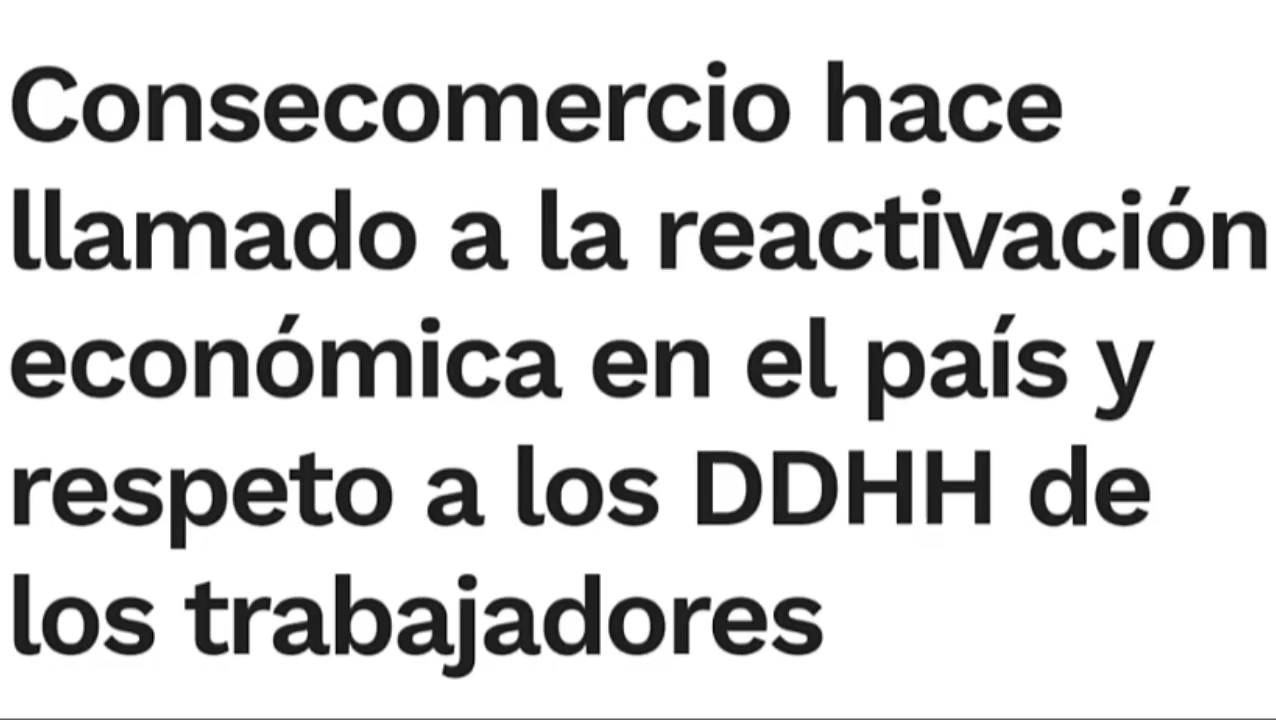 Consecomercio hace
llamado a la reactivación
económica en el país y
respeto a los DDHH de
los trabajadores